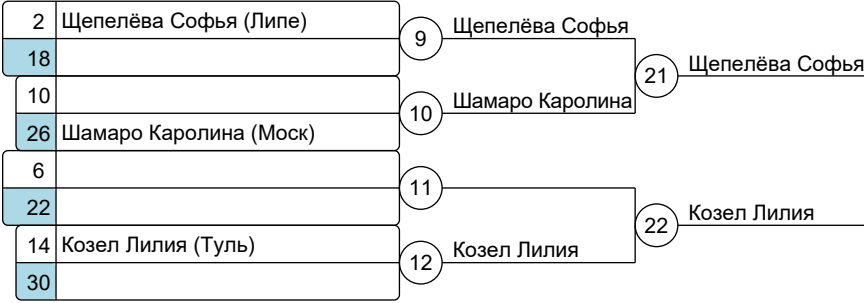 2 Щепелёва Софья (Липе)
9
Щепелёва Софья
18
21
Щепелёва Софья
10
10
Шамаро Каролина
26 Шамаро Каролина (Моск)
6
11
22
22
Козел Лилия
14 Козел Лилия (Туль)
12
Козел Лилия
30